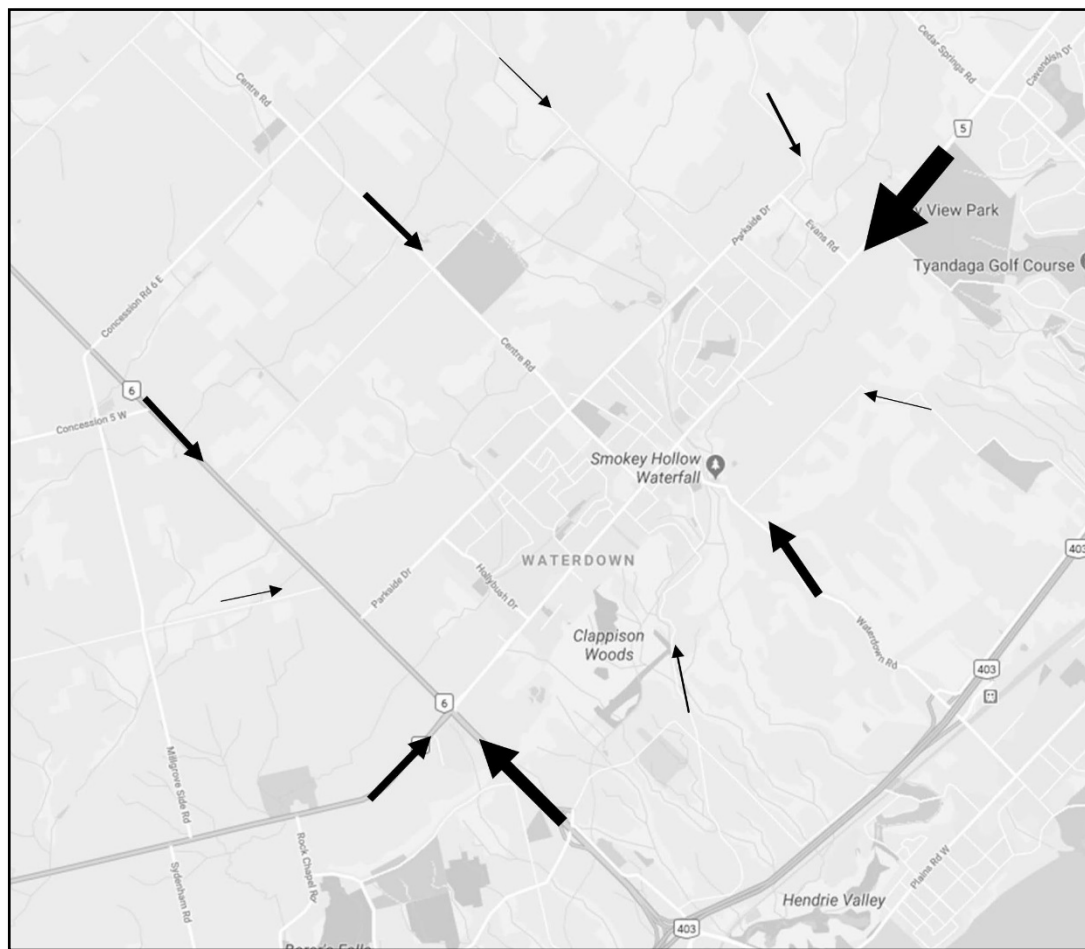 Cedar Springs Rd
Cavendish Dr
Centre Rd
5
Parkside Dr
View Park
Evans Rd
Tyandaga Golf Course
Concession Rd 6 E
Centre Rd
6
Concession 5 W
Smokey Hollow
Waterfall
403
WATERDOWN
Parkside Dr
Hollybush Dr
Clappison
Woods
Waterdown Rd
403
6
Millgrove Side Rd
Rock Chapel Rd
Sydenham Rd
Plains Rd W
Hendrie Valley
403